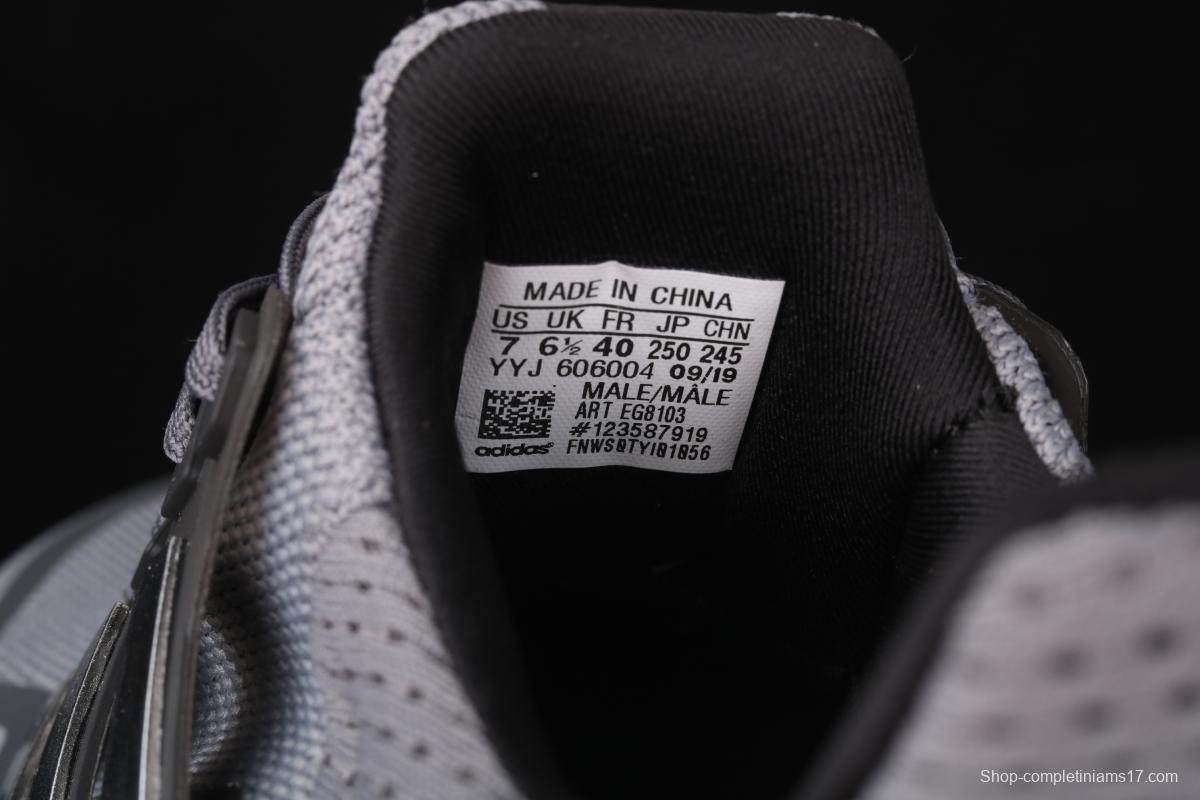 MADE IN CHINA
US UK FR JP CHN
7 6½ 40 250 245
YYJ 606004 09/19
MALE/MÂLE
ART EG8103
#123587919
FNWSQTYI01056
adidas®
Shop-completiniams17.com